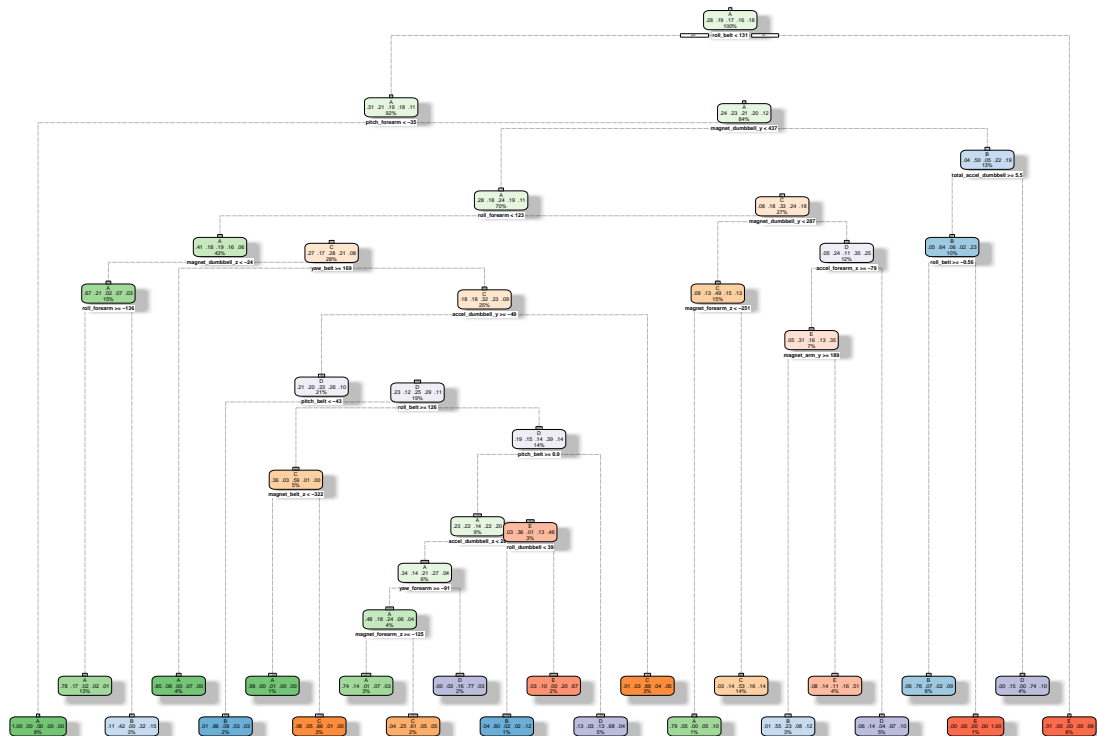 A
.28 .19 .17 .16 .18
100%
roll_belt < 131
A
.31 .21 .19 .18 .11
92%
pitch_forearm < −35
A
.24 .23 .21 .20 .12
84%
magnet_dumbbell_y < 437
B
.04 .50 .05 .22 .19
13%
total_accel_dumbbell >= 5.5
A
.28 .18 .24 .19 .11
70%
roll_forearm < 123
C
.08 .18 .33 .24 .18
27%
magnet_dumbbell_y < 287
A
.41 .18 .19 .16 .06
43%
magnet_dumbbell_z < −24
C
.27 .17 .28 .21 .08
28%
yaw_belt >= 169
D
.05 .24 .11 .35 .25
12%
accel_forearm_x >= −79
B
.05 .64 .06 .02 .23
10%
roll_belt >= −0.56
A
.67 .21 .02 .07 .03
15%
roll_forearm >= −136
C
.18 .18 .32 .23 .09
25%
accel_dumbbell_y >= −40
C
.09 .13 .49 .15 .13
15%
magnet_forearm_z < −251
E
.05 .31 .16 .13 .35
7%
magnet_arm_y >= 189
D
.21 .20 .23 .26 .10
21%
pitch_belt < −43
D
.23 .12 .25 .29 .11
19%
roll_belt >= 126
D
.19 .15 .14 .39 .14
14%
pitch_belt >= 0.9
C
.36 .03 .59 .01 .00
5%
magnet_belt_z < −322
A
.23 .22 .14 .22 .20
9%
accel_dumbbell_z < 2
E
.03 .36 .01 .13 .46
3%
roll_dumbbell < 39
A
.34 .14 .21 .27 .04
6%
yaw_forearm >= −91
A
.48 .18 .24 .06 .04
4%
magnet_forearm_z >= −125
A
.78 .17 .02 .02 .01
13%
A
.85 .08 .00 .07 .00
4%
A
.98 .00 .01 .00 .00
1%
A
.74 .14 .01 .07 .03
3%
D
.00 .03 .16 .77 .03
2%
E
.03 .10 .00 .20 .67
2%
C
.01 .03 .88 .04 .05
3%
C
.03 .14 .52 .16 .14
14%
E
.08 .14 .11 .16 .51
4%
B
.06 .76 .07 .02 .09
8%
D
.00 .15 .00 .74 .10
4%
A
1.00 .00 .00 .00 .00
8%
B
.11 .42 .00 .32 .15
3%
B
.01 .86 .08 .03 .03
2%
C
.08 .05 .86 .01 .00
3%
C
.04 .25 .61 .05 .05
2%
B
.04 .80 .02 .02 .12
1%
D
.13 .03 .13 .68 .04
5%
A
.79 .05 .00 .05 .10
1%
B
.01 .55 .23 .08 .12
3%
D
.06 .14 .04 .67 .10
5%
E
.00 .00 .00 .00 1.00
1%
E
.01 .00 .00 .00 .99
8%